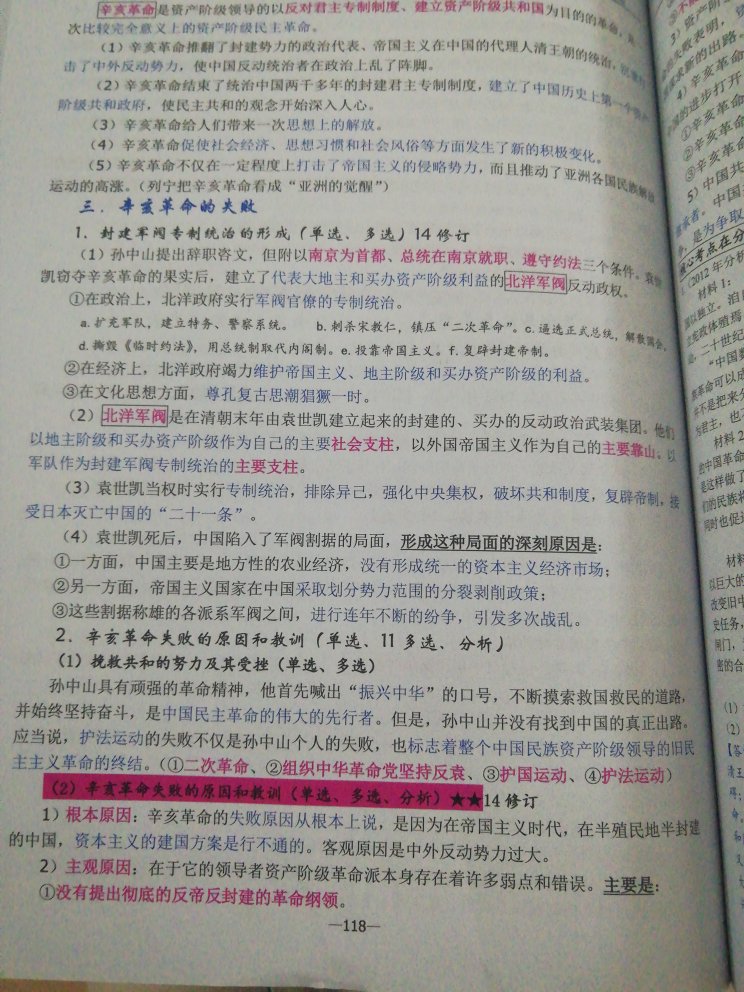 辛亥革命是资产阶级领导的以反对君主专制制度、建立资产阶级共和国为目的的革命，是一
次比较完全意义上的资产阶级民主革命。
（1）辛亥革命推翻了封建势力的政治代表、帝国主义在中国的代理人清王朝的统治，沉重打
击了中外反动势力，使中国反动统治者在政治上乱了阵脚。
（2）辛亥革命结束了统治中国两千多年的封建君主专制制度，建立了中国历史上第一个资产
阶级共和政府，使民主共和的观念开始深入人心。
（3）辛亥革命给人们带来一次思想上的解放。
（4）辛亥革命促使社会经济、思想习惯和社会风俗等方面发生了新的积极变化。
（5）辛亥革命不仅在一定程度上打击了帝国主义的侵略势力，而且推动了亚洲各国民族解放
运动的高涨。（列宁把辛亥革命看成“亚洲的觉醒”）
三．辛亥革命的失败
1．封建军阀专制统治的形成（单选、多选）14 修订
（1）孙中山提出辞职咨文，但附以南京为首都、总统在南京就职、遵守约法三个条件。袁世
凯窃夺辛亥革命的果实后，建立了代表大地主和买办资产阶级利益的北洋军阀反动政权。
①在政治上，北洋政府实行军阀官僚的专制统治。
a.扩充军队，建立特务、警察系统。 b.刺杀宋教仁，镇压“二次革命”。c.逼选正式总统，解散国会。
d.撕毁《临时约法》，用总统制取代内阁制。e.投靠帝国主义。f.复辟封建帝制。
②在经济上，北洋政府竭力维护帝国主义、地主阶级和买办资产阶级的利益。
③在文化思想方面，尊孔复古思潮猖獗一时。
（2）北洋军阀是在清朝末年由袁世凯建立起来的封建的、买办的反动政治武装集团。他们
以地主阶级和买办资产阶级作为自己的主要社会支柱，以外国帝国主义作为自己的主要靠山。以
军队作为封建军阀专制统治的主要支柱。
（3）袁世凯当权时实行专制统治，排除异己，强化中央集权，破坏共和制度，复辟帝制，接
受日本灭亡中国的“二十一条”。
（4）袁世凯死后，中国陷入了军阀割据的局面，形成这种局面的深刻原因是：
①一方面，中国主要是地方性的农业经济，没有形成统一的资本主义经济市场；
②另一方面，帝国主义国家在中国采取划分势力范围的分裂剥削政策；
③这些割据称雄的各派系军阀之间，进行连年不断的纷争，引发多次战乱。
2．辛亥革命失败的原因和教训（单选、11 多选、分析）
（1）挽救共和的努力及其受挫（单选、多选）
孙中山具有顽强的革命精神，他首先喊出“振兴中华”的口号，不断摸索救国救民的道路，
并始终坚持奋斗，是中国民主革命的伟大的先行者。但是，孙中山并没有找到中国的真正出路。
应当说，护法运动的失败不仅是孙中山个人的失败，也标志着整个中国民族资产阶级领导的旧民
主主义革命的终结。（①二次革命、②组织中华革命党坚持反袁、③护国运动、④护法运动）
（2）辛亥革命失败的原因和教训（单选、多选、分析）★★14 修订
1）根本原因：辛亥革命的失败原因从根本上说，是因为在帝国主义时代，在半殖民地半封建
的中国，资本主义的建国方案是行不通的。客观原因是中外反动势力过大。
2）主观原因：在于它的领导者资产阶级革命派本身存在着许多弱点和错误。主要是：
①没有提出彻底的反帝反封建的革命纲领。
—118—